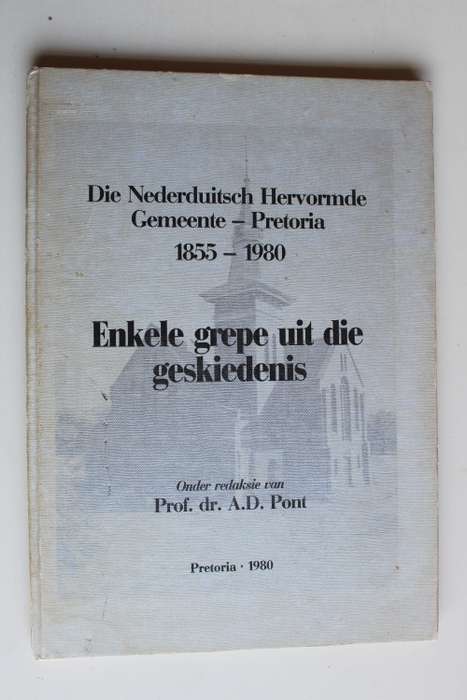 Die Nederduitsch Hervormde
Gemeente – Pretoria
1855 – 1980
Enkele grepe uit die
geskiedenis
Onder redaksie van
Prof. dr. A.D. Pont
Pretoria · 1980